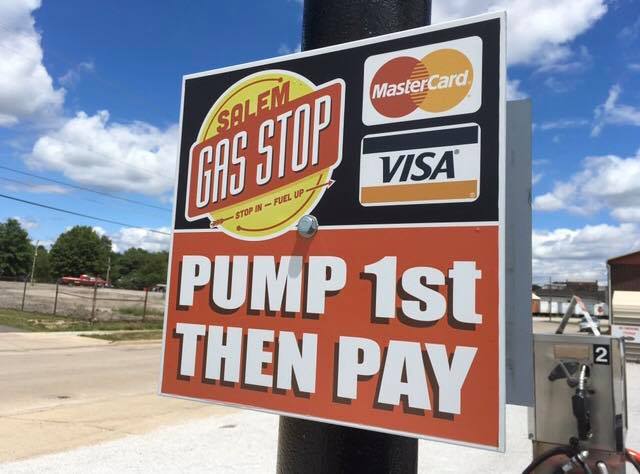 SALEM
GAS STOP
STOP IN - FUEL UP
MasterCard
VISA
PUMP 1st
THEN PAY
2